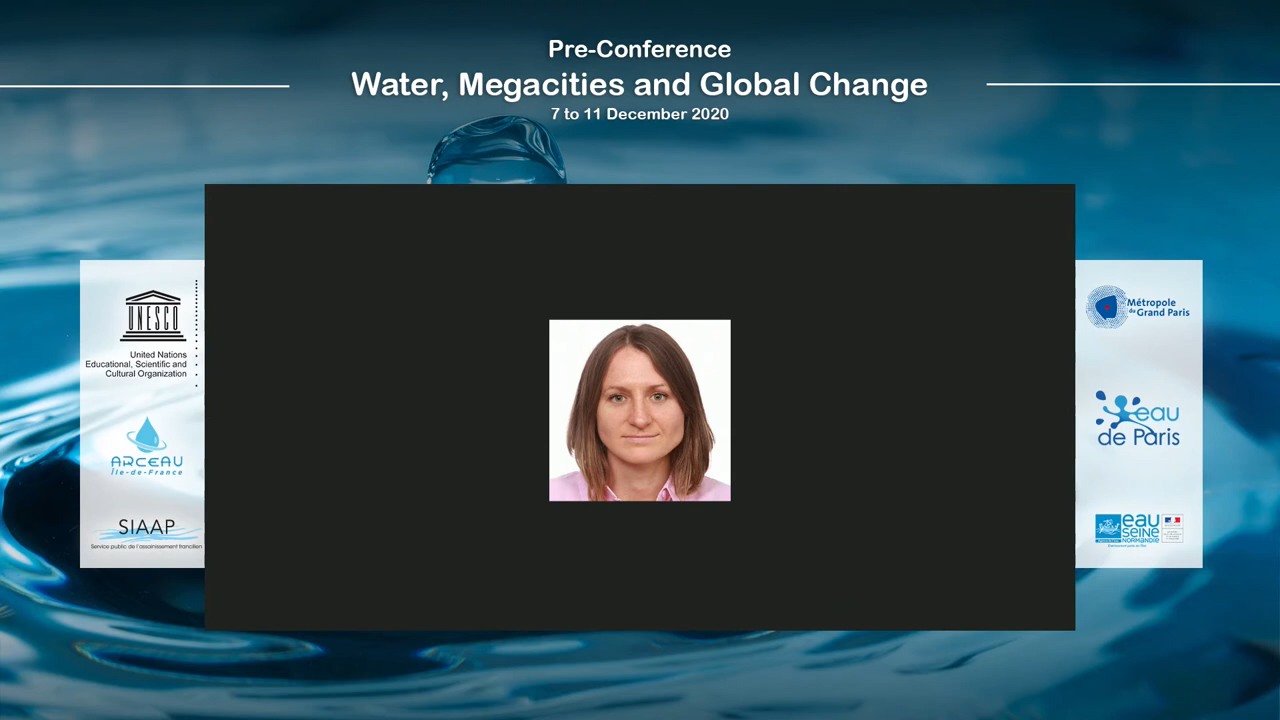 Pre-Conference
Water, Megacities and Global Change
7 to 11 December 2020
UNESCO
United Nations
Educational, Scientific and
Cultural Organization
ARCEAU
Île-de-France
SIAAP
Service public de l'assainissement francilien
Métropole
du Grand Paris
eau
de Paris
eau
SEINE
NORMANDIE